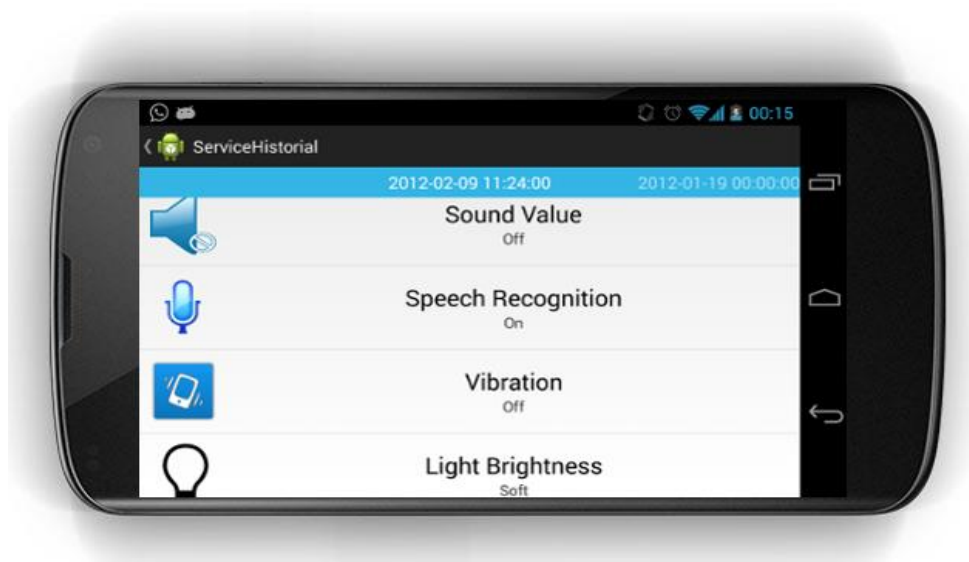 00:15
ServiceHistorial
2012-02-09 11:24:00
2012-01-19 00:00:00
Sound Value
Off
Speech Recognition
On
Vibration
Off
Light Brightness
Soft